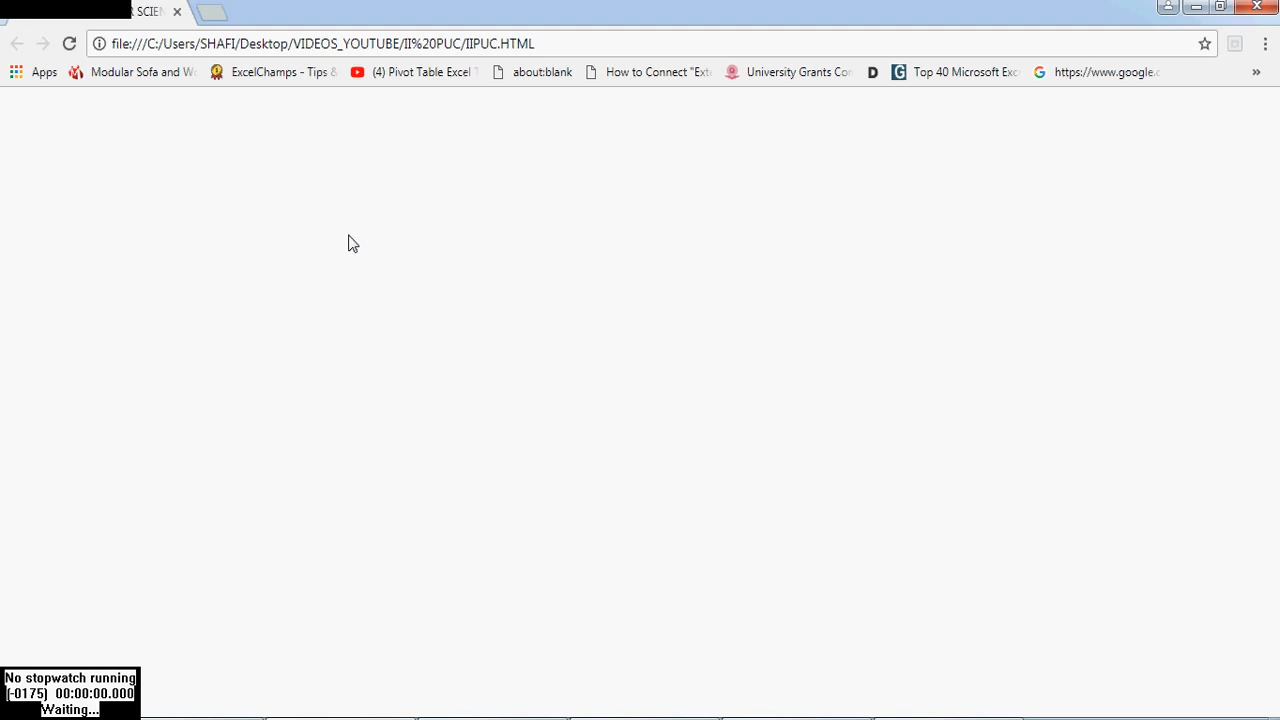 R SCIEN
file:///C:/Users/SHAFI/Desktop/VIDEOS_YOUTUBE/II%20PUC/IIPUC.HTML
Apps Modular Sofa and W ExcelChamps - Tips & (4) Pivot Table Excel about:blank How to Connect "Ext University Grants Co D G Top 40 Microsoft Exc G https://www.google.c »
No stopwatch running
(-0175) 00:00:00.000
Waiting...